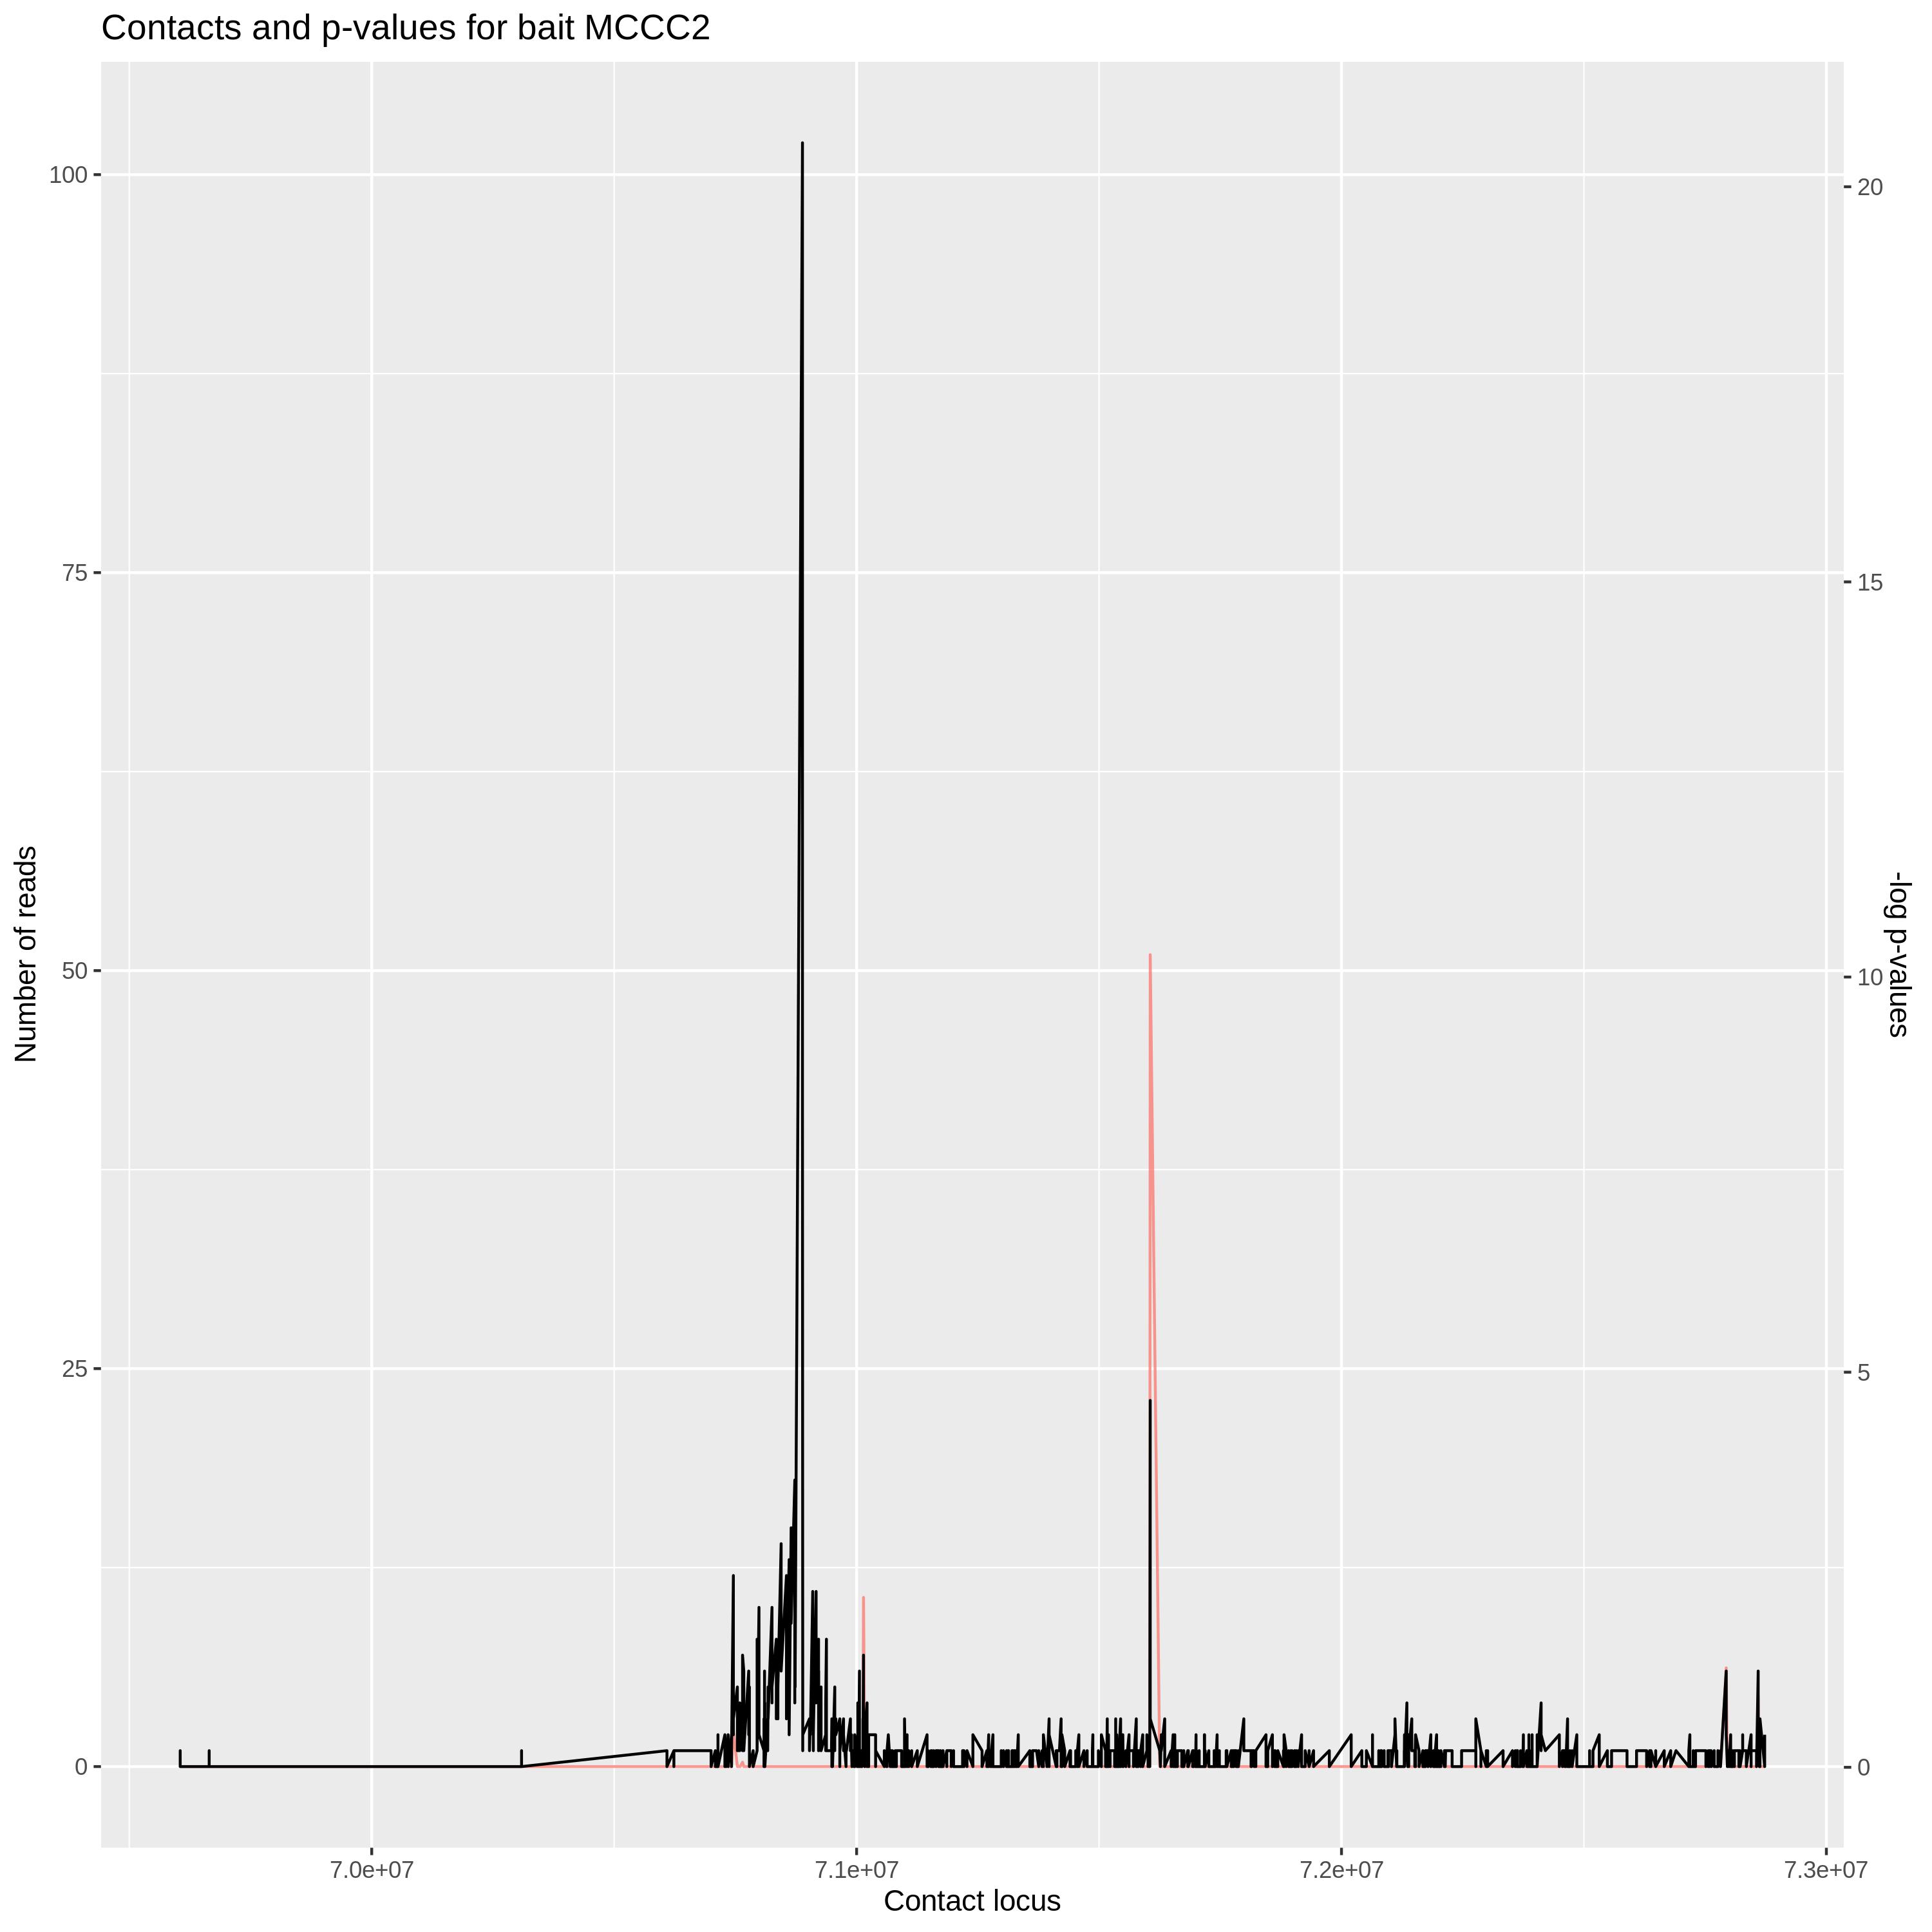 Contacts and p-values for bait MCCC2
100
75
50
25
0
Number of reads
20
15
10
5
0
-log p-values
7.0e+07
7.1e+07
7.2e+07
7.3e+07
Contact locus